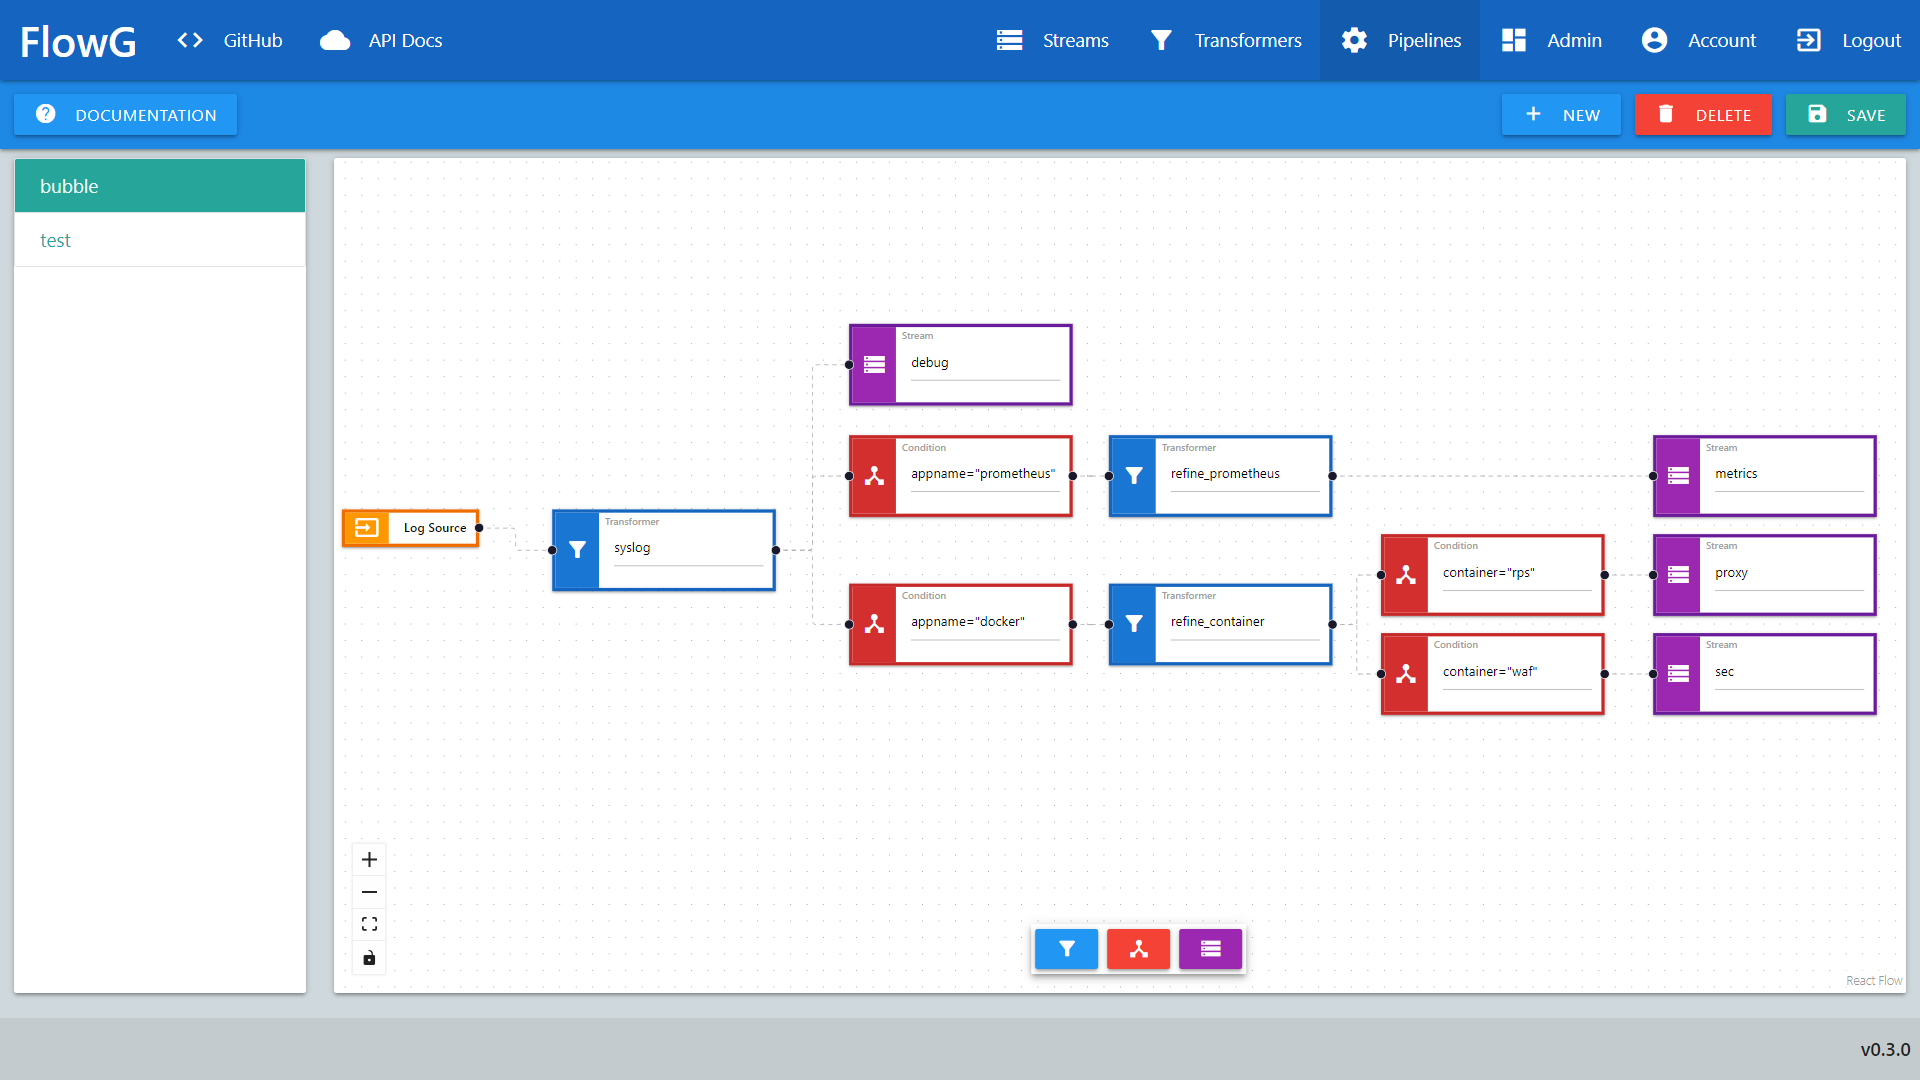 FlowG
GitHub
API Docs
Streams
Transformers
Pipelines
Admin
Account
Logout
DOCUMENTATION
NEW
DELETE
SAVE
bubble
test
Stream
debug
Condition
appname="prometheus"
Transformer
refine_prometheus
Stream
metrics
Log Source
Transformer
syslog
Condition
container="rps"
Stream
proxy
Condition
appname="docker"
Transformer
refine_container
Condition
container="waf"
Stream
sec
React Flow
v0.3.0